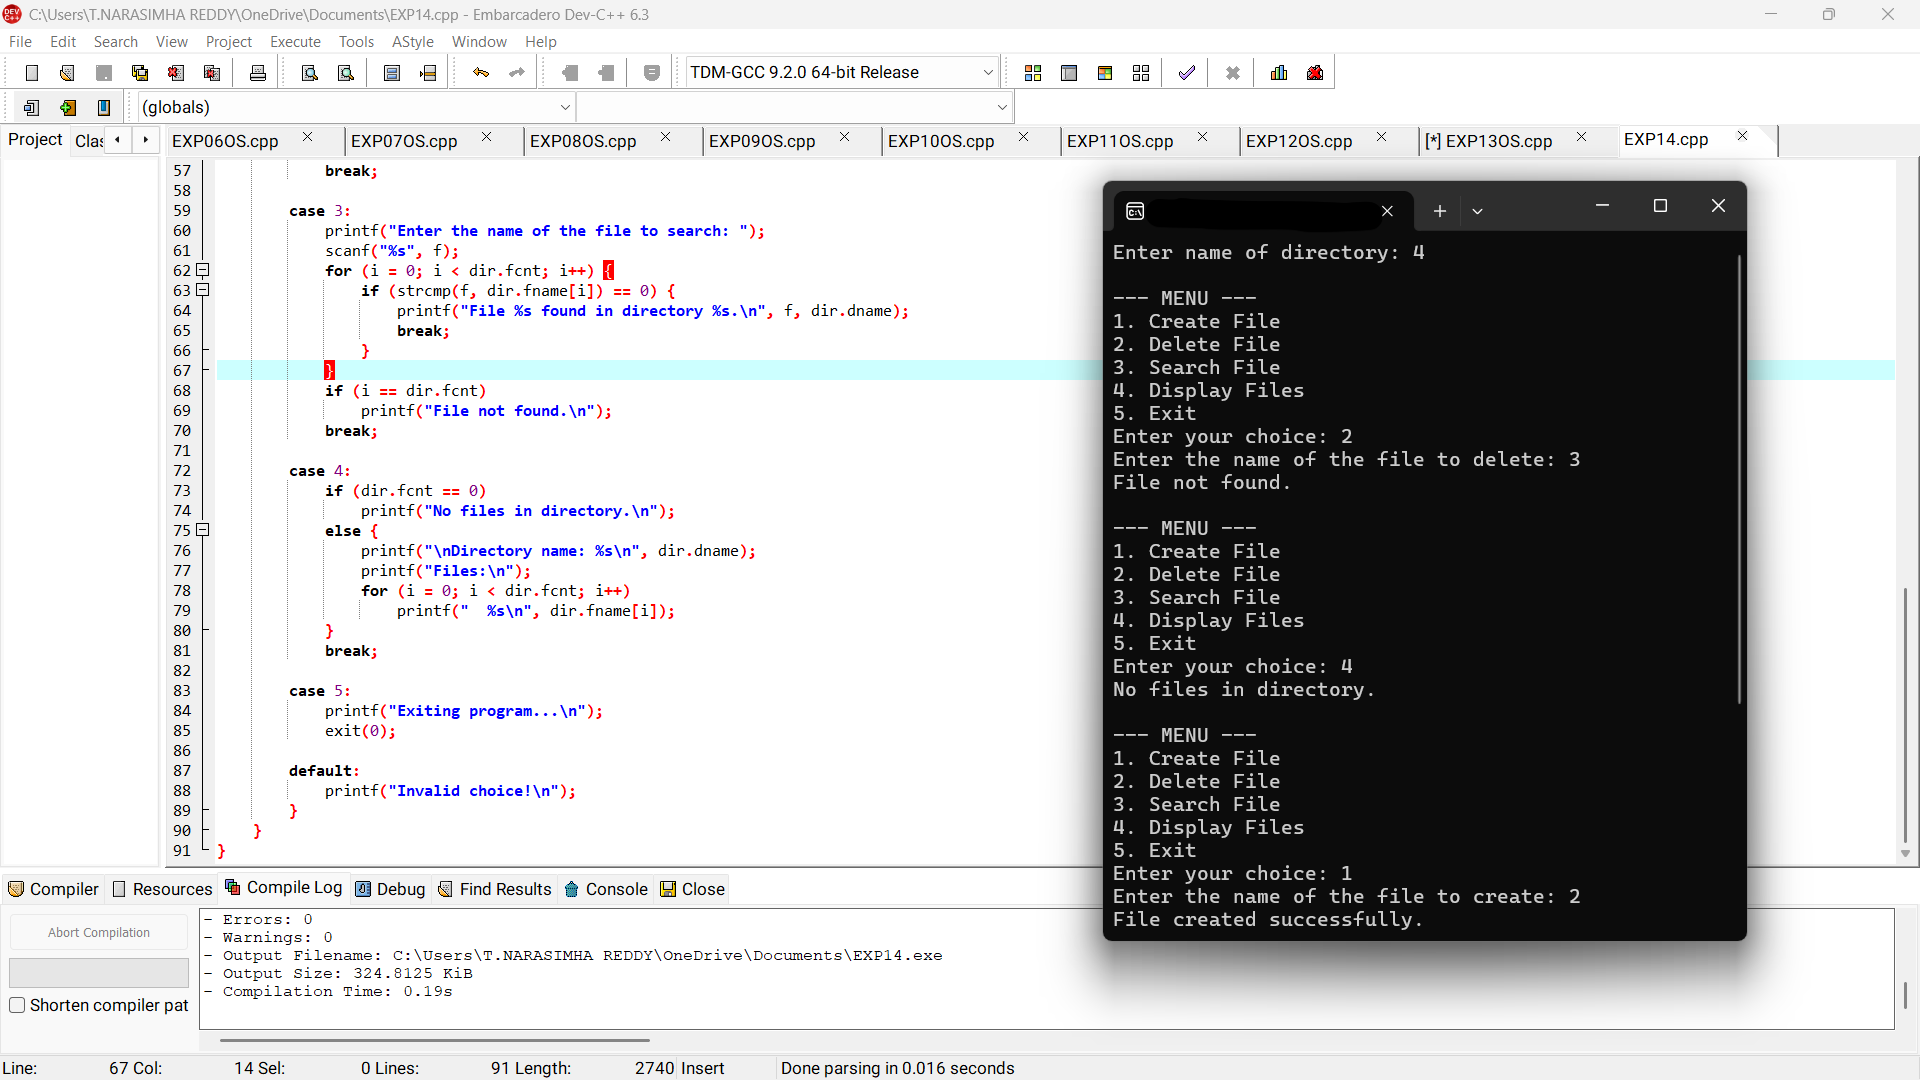 C:\Users\T.NARASIMHA REDDY\OneDrive\Documents\EXP14.cpp - Embarcadero Dev-C++ 6.3
File Edit Search View Project Execute Tools AStyle Window Help
TDM-GCC 9.2.0 64-bit Release
(globals)
Project Clas EXP06OS.cpp EXP07OS.cpp EXP08OS.cpp EXP09OS.cpp EXP10OS.cpp EXP11OS.cpp EXP12OS.cpp [*] EXP13OS.cpp EXP14.cpp
57 break;
58
59 case 3:
60 printf("Enter the name of the file to search: ");
61 scanf("%s", f);
62 for (i = 0; i < dir.fcnt; i++) {
63 if (strcmp(f, dir.fname[i]) == 0) {
64 printf("File %s found in directory %s.\n", f, dir.dname);
65 break;
66 }
67 }
68 if (i == dir.fcnt)
69 printf("File not found.\n");
70 break;
71
72 case 4:
73 if (dir.fcnt == 0)
74 printf("No files in directory.\n");
75 else {
76 printf("\nDirectory name: %s\n", dir.dname);
77 printf("Files:\n");
78 for (i = 0; i < dir.fcnt; i++)
79 printf("  %s\n", dir.fname[i]);
80 }
81 break;
82
83 case 5:
84 printf("Exiting program...\n");
85 exit(0);
86
87 default:
88 printf("Invalid choice!\n");
89 }
90 }
91 }
Enter name of directory: 4
--- MENU ---
1. Create File
2. Delete File
3. Search File
4. Display Files
5. Exit
Enter your choice: 2
Enter the name of the file to delete: 3
File not found.
--- MENU ---
1. Create File
2. Delete File
3. Search File
4. Display Files
5. Exit
Enter your choice: 4
No files in directory.
--- MENU ---
1. Create File
2. Delete File
3. Search File
4. Display Files
5. Exit
Enter your choice: 1
Enter the name of the file to create: 2
File created successfully.
Compiler Resources Compile Log Debug Find Results Console Close
Abort Compilation
Shorten compiler pat
- Errors: 0
- Warnings: 0
- Output Filename: C:\Users\T.NARASIMHA REDDY\OneDrive\Documents\EXP14.exe
- Output Size: 324.8125 KiB
- Compilation Time: 0.19s
Line: 67 Col: 14 Sel: 0 Lines: 91 Length: 2740 Insert Done parsing in 0.016 seconds